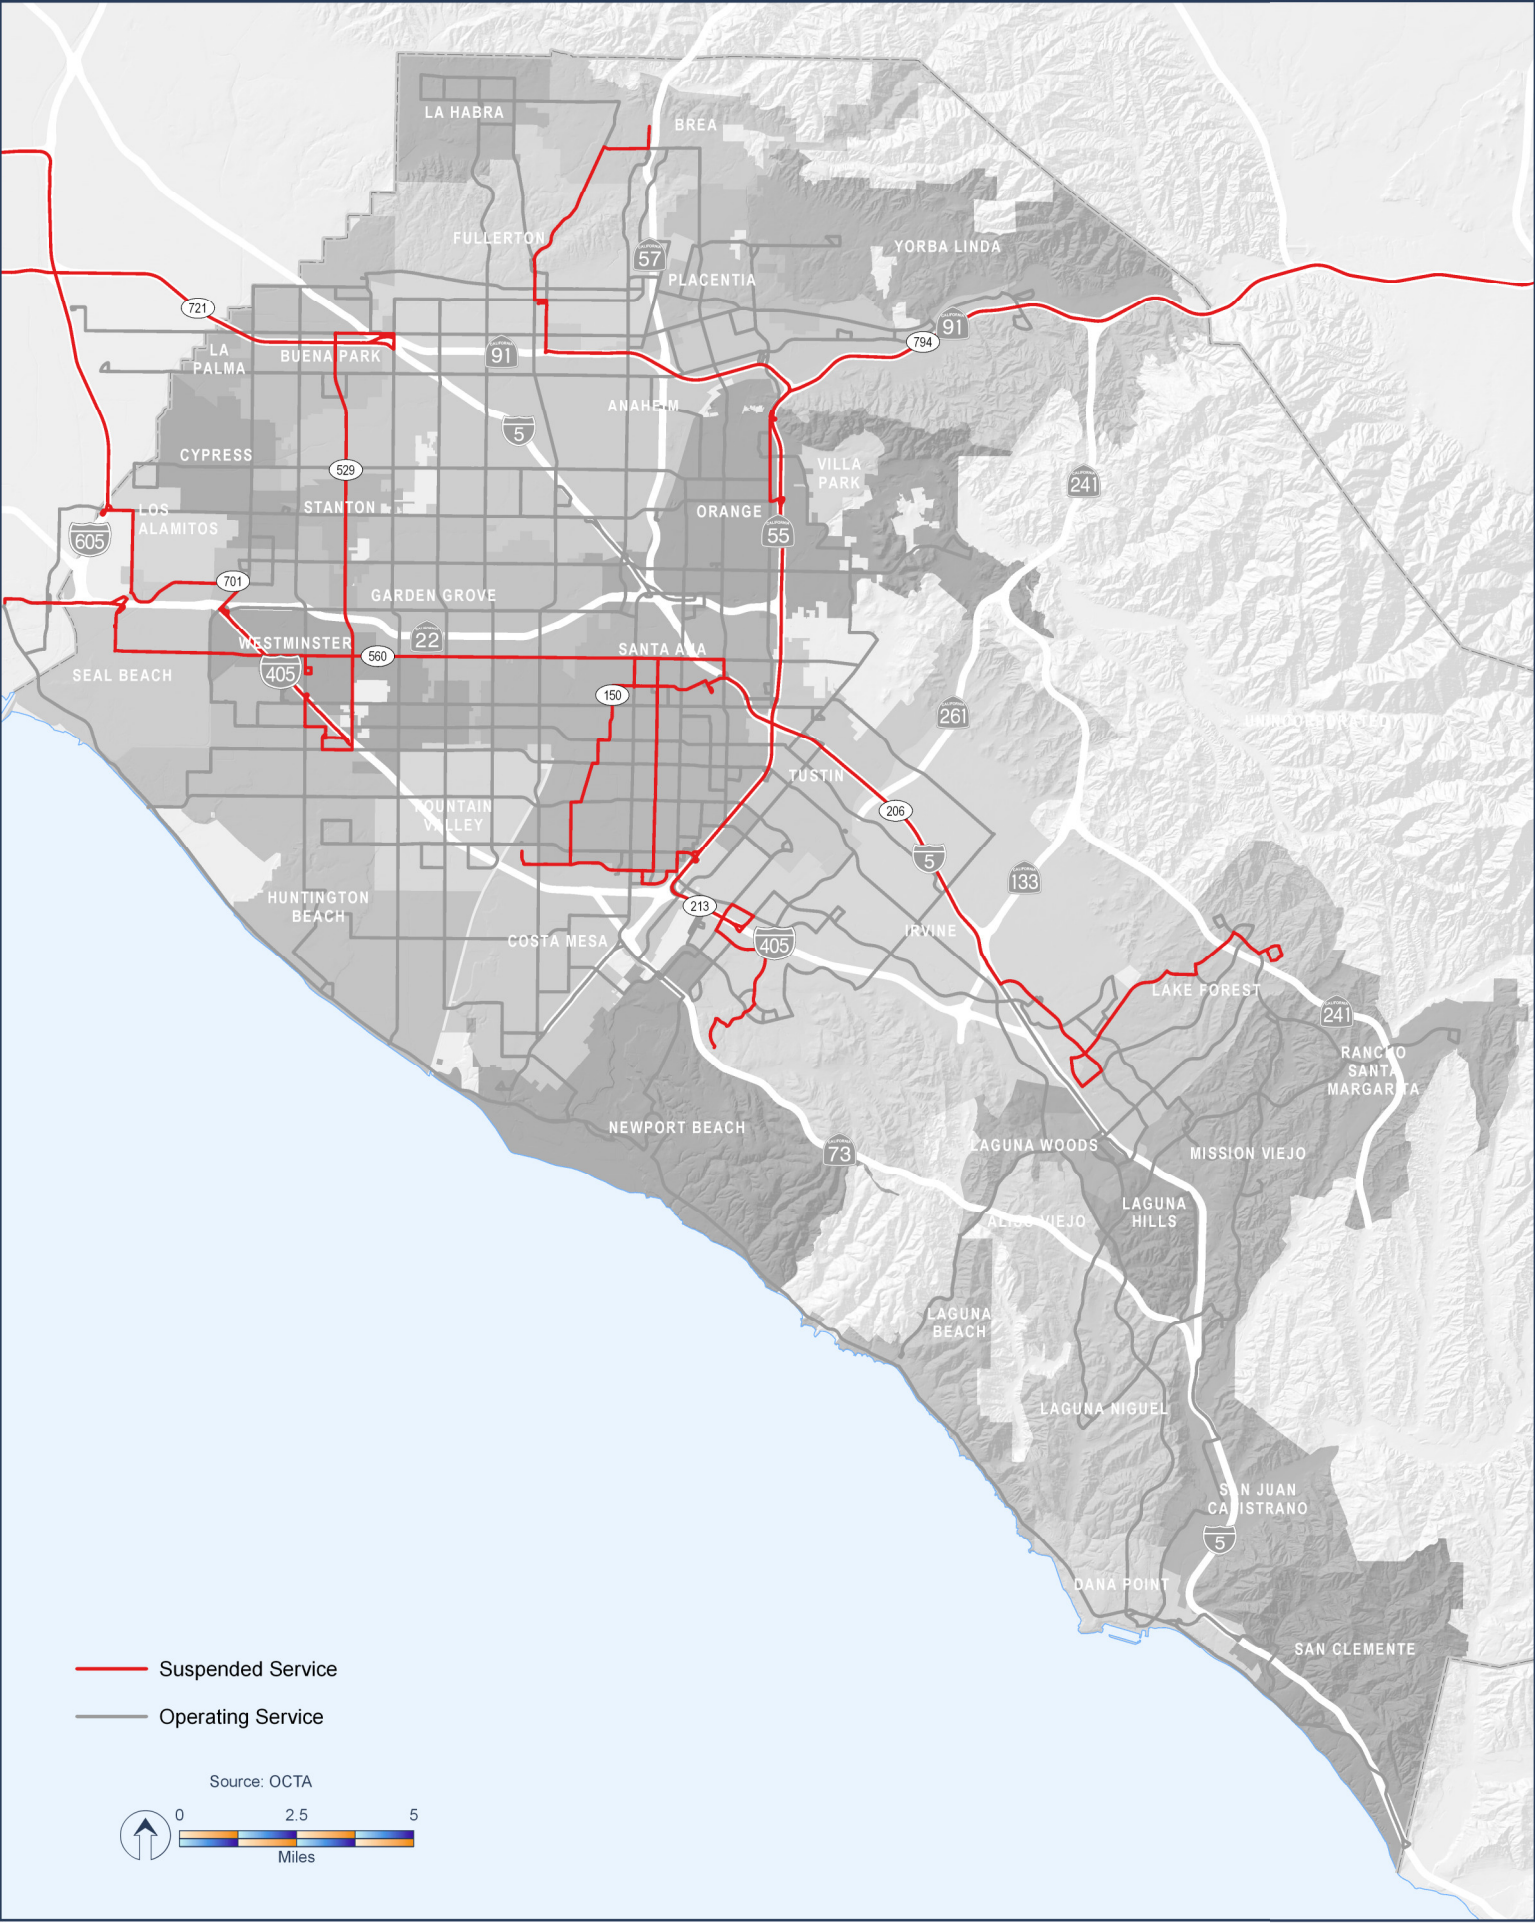 LA HABRA
BREA
FULLERTON
YORBA LINDA
57
PLACENTIA
721
91
794
LA
PALMA
BUENA PARK
91
ANAHEIM
5
CYPRESS
529
VILLA
PARK
241
STANTON
ORANGE
LOS
ALAMITOS
55
605
701
GARDEN GROVE
22
WESTMINSTER
SANTA ANA
560
405
SEAL BEACH
150
261
UNINCORPORATED
TUSTIN
FOUNTAIN
VALLEY
206
5
133
HUNTINGTON
BEACH
213
IRVINE
COSTA MESA
405
LAKE FOREST
241
RANCHO
SANTA
MARGARITA
NEWPORT BEACH
73
LAGUNA WOODS
MISSION VIEJO
LAGUNA
HILLS
ALISO VIEJO
LAGUNA
BEACH
LAGUNA NIGUEL
SAN JUAN
CAPISTRANO
5
DANA POINT
SAN CLEMENTE
Suspended Service
Operating Service
Source: OCTA
0 2.5 5
Miles